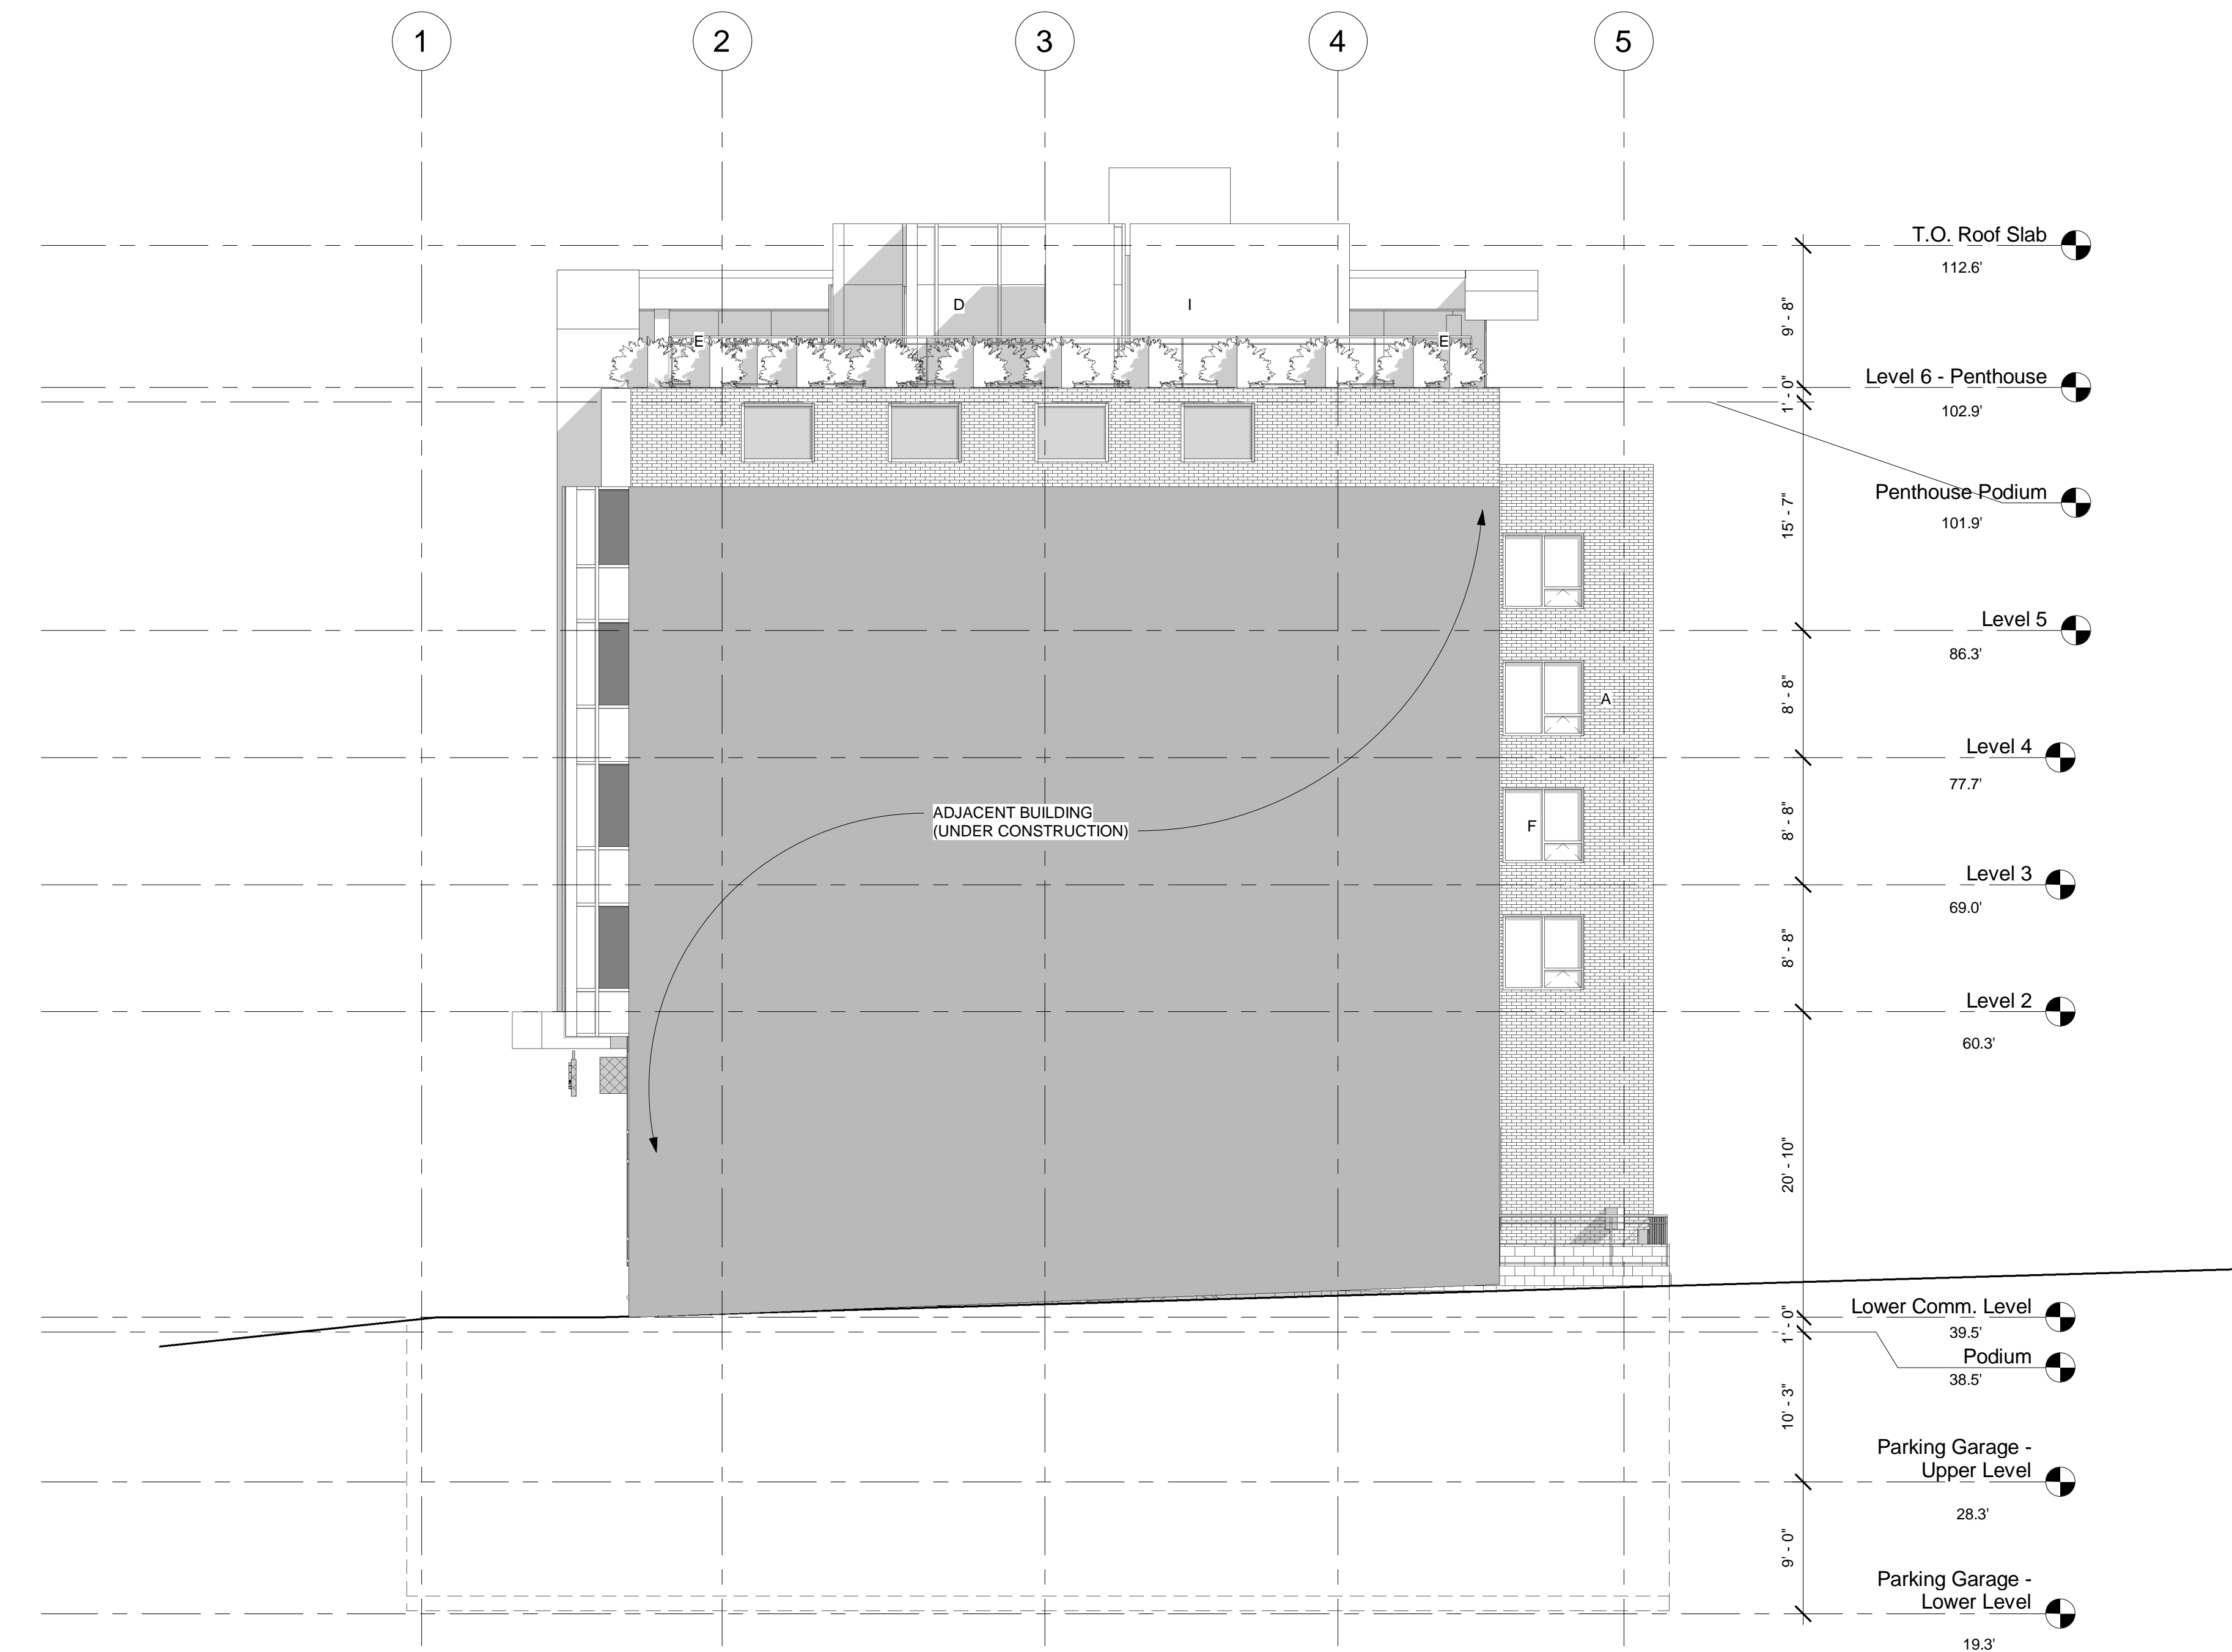 1
2
3
4
5
T.O. Roof Slab
112.6'
9' - 8"
D
I
E
E
Level 6 - Penthouse
102.9'
1' - 0"
Penthouse Podium
101.9'
15' - 7"
Level 5
86.3'
8' - 8"
A
Level 4
77.7'
ADJACENT BUILDING
(UNDER CONSTRUCTION)
F
8' - 8"
Level 3
69.0'
8' - 8"
Level 2
60.3'
20' - 10"
Lower Comm. Level
39.5'
1' - 0"
Podium
38.5'
10' - 3"
Parking Garage -
Upper Level
28.3'
9' - 0"
Parking Garage -
Lower Level
19.3'